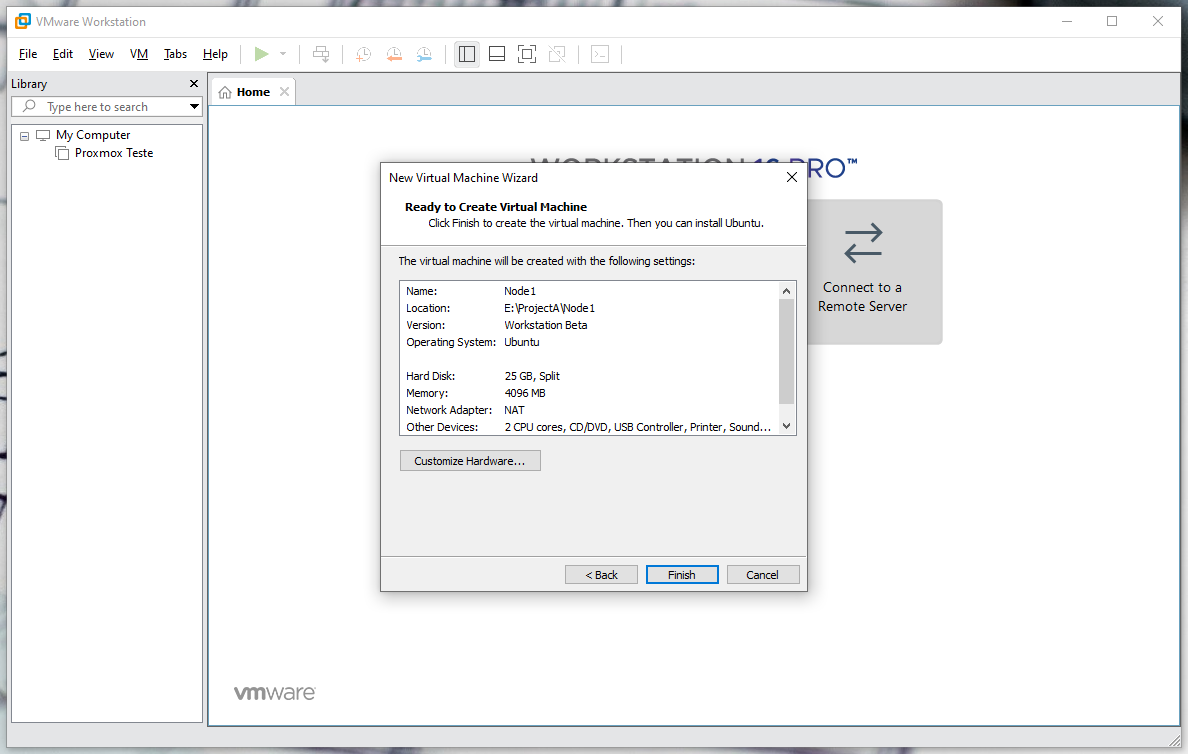 VMware Workstation
File Edit View VM Tabs Help
Library
Type here to search
My Computer
Proxmox Teste
Home
PRO™
Connect to a
Remote Server
New Virtual Machine Wizard
Ready to Create Virtual Machine
Click Finish to create the virtual machine. Then you can install Ubuntu.
The virtual machine will be created with the following settings:
Name: Node1
Location: E:\ProjectA\Node1
Version: Workstation Beta
Operating System: Ubuntu
Hard Disk: 25 GB, Split
Memory: 4096 MB
Network Adapter: NAT
Other Devices: 2 CPU cores, CD/DVD, USB Controller, Printer, Sound...
Customize Hardware...
< Back
Finish
Cancel
vmware